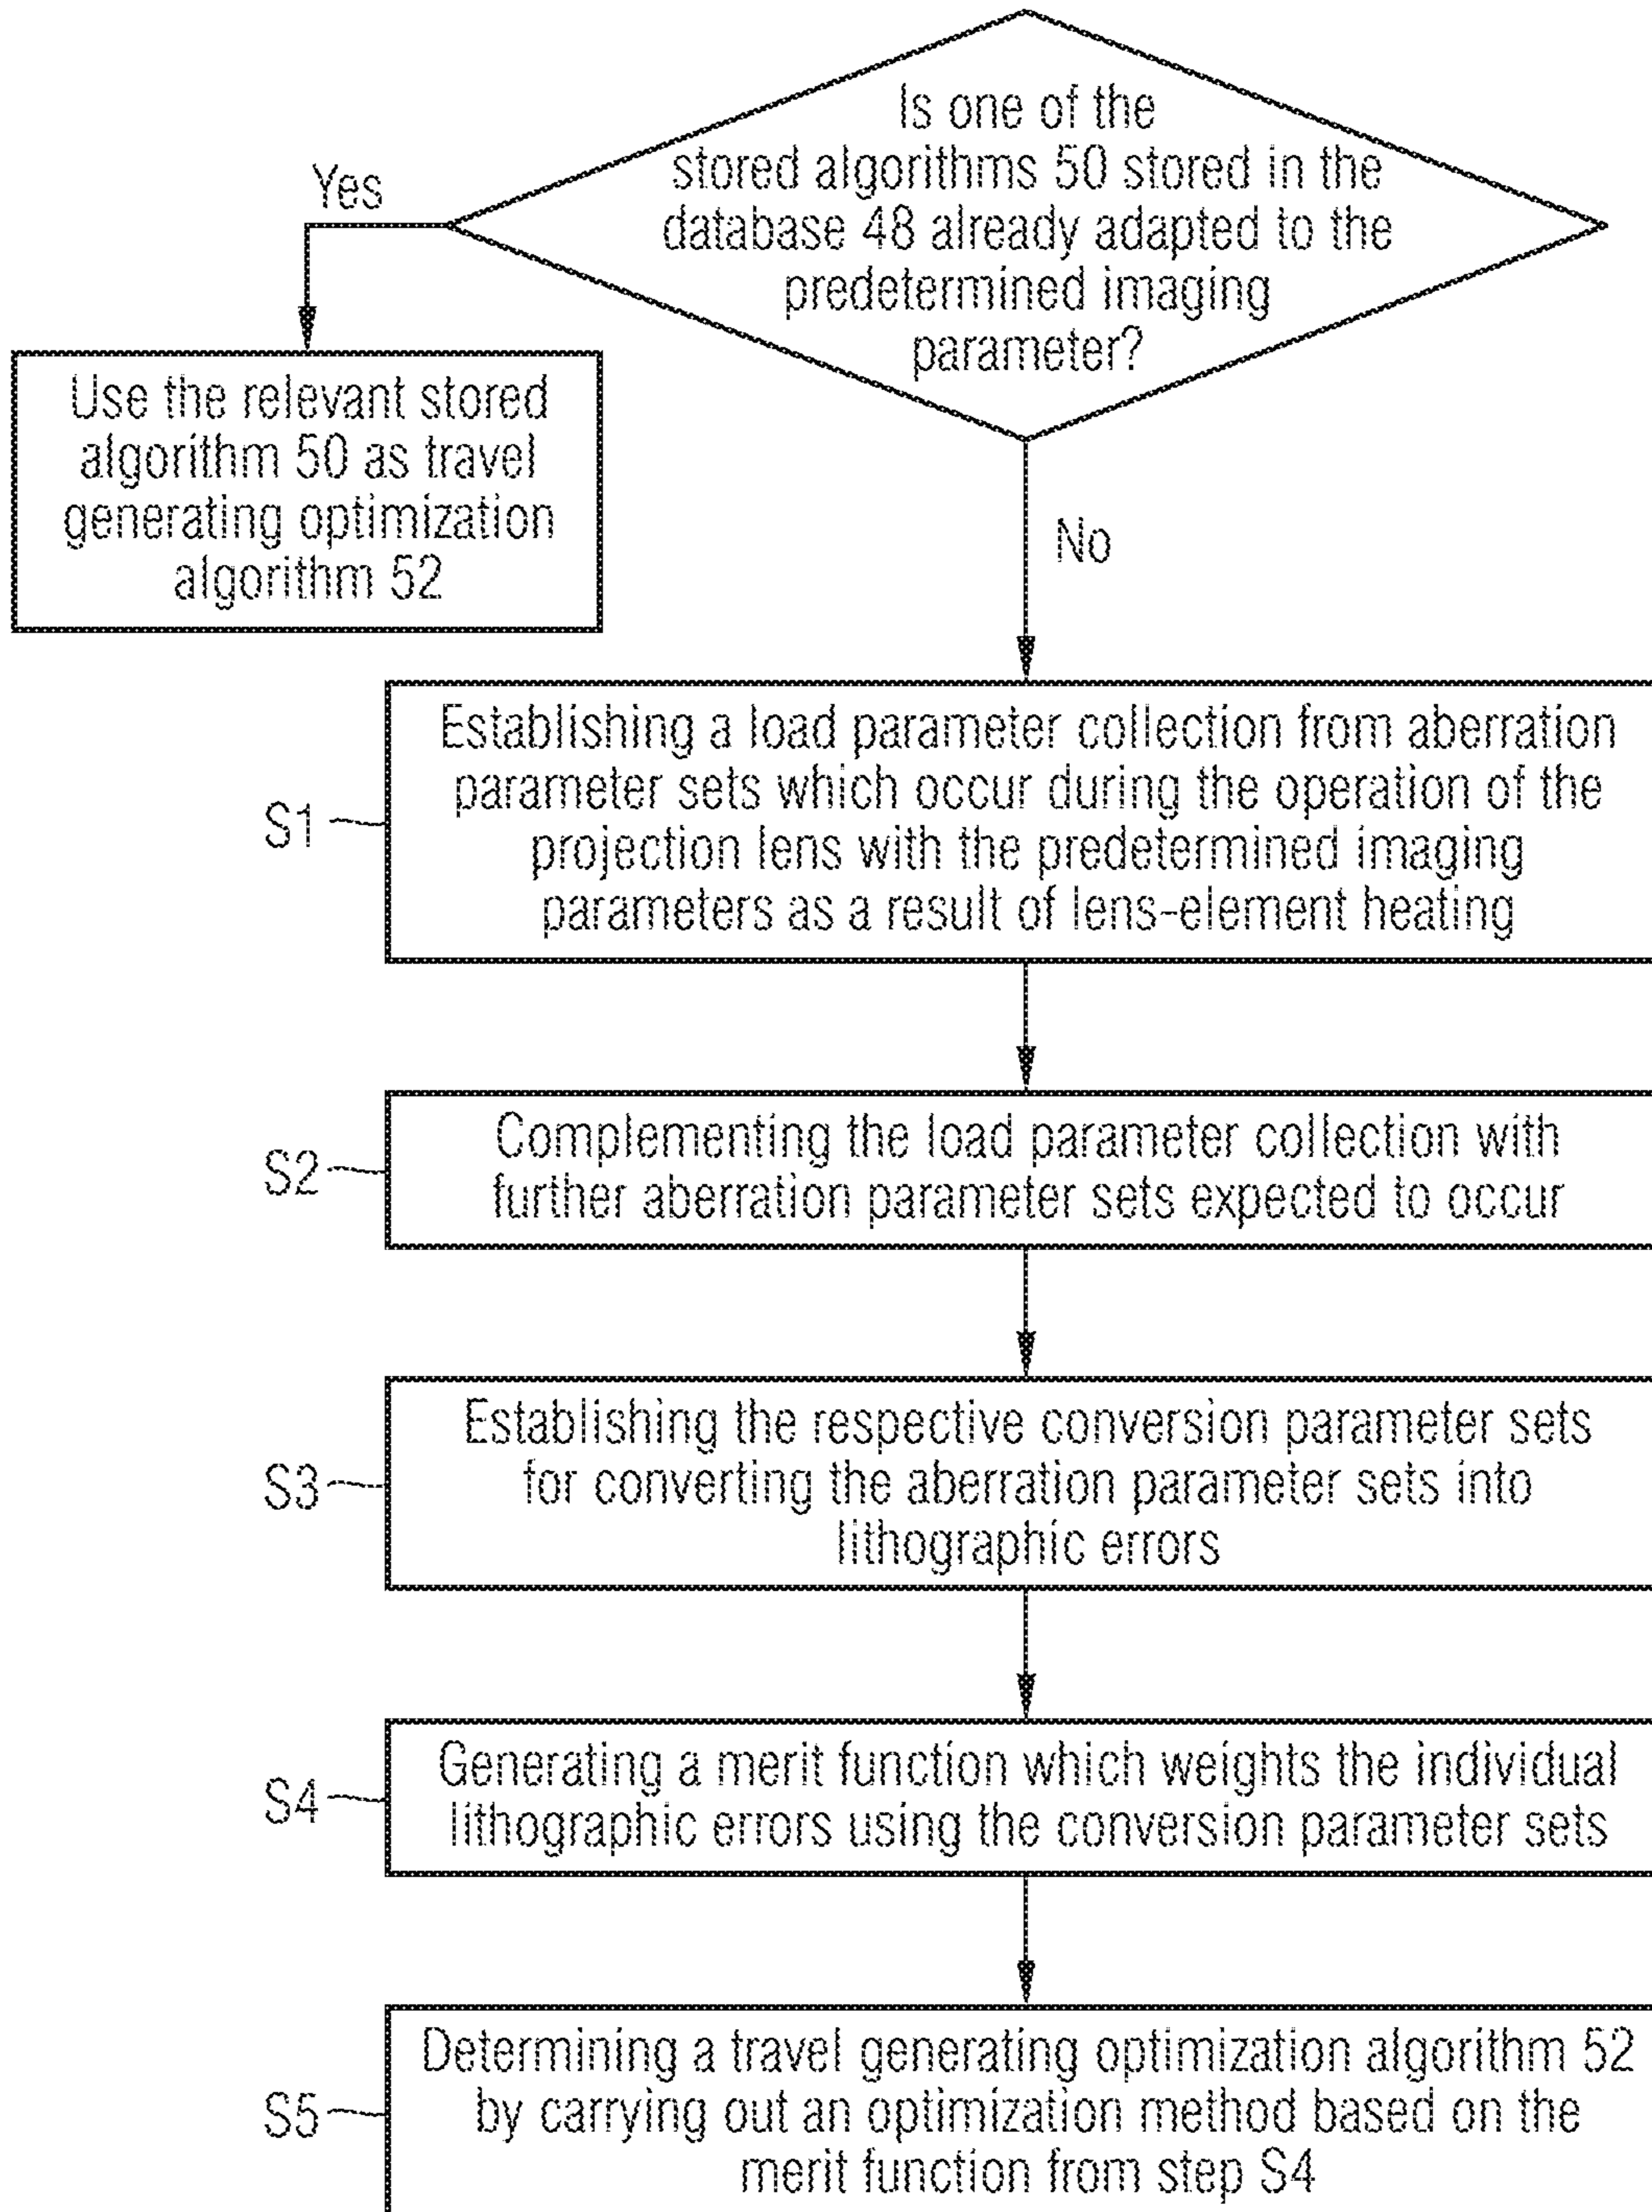 Is one of the
stored algorithms 50 stored in the
database 48 already adapted to the
predetermined imaging
parameter?
Yes
Use the relevant stored
algorithm 50 as travel
generating optimization
algorithm 52
No
S1
Establishing a load parameter collection from aberration
parameter sets which occur during the operation of the
projection lens with the predetermined imaging
parameters as a result of lens-element heating
S2
Complementing the load parameter collection with
further aberration parameter sets expected to occur
S3
Establishing the respective conversion parameter sets
for converting the aberration parameter sets into
lithographic errors
S4
Generating a merit function which weights the individual
lithographic errors using the conversion parameter sets
S5
Determining a travel generating optimization algorithm 52
by carrying out an optimization method based on the
merit function from step S4